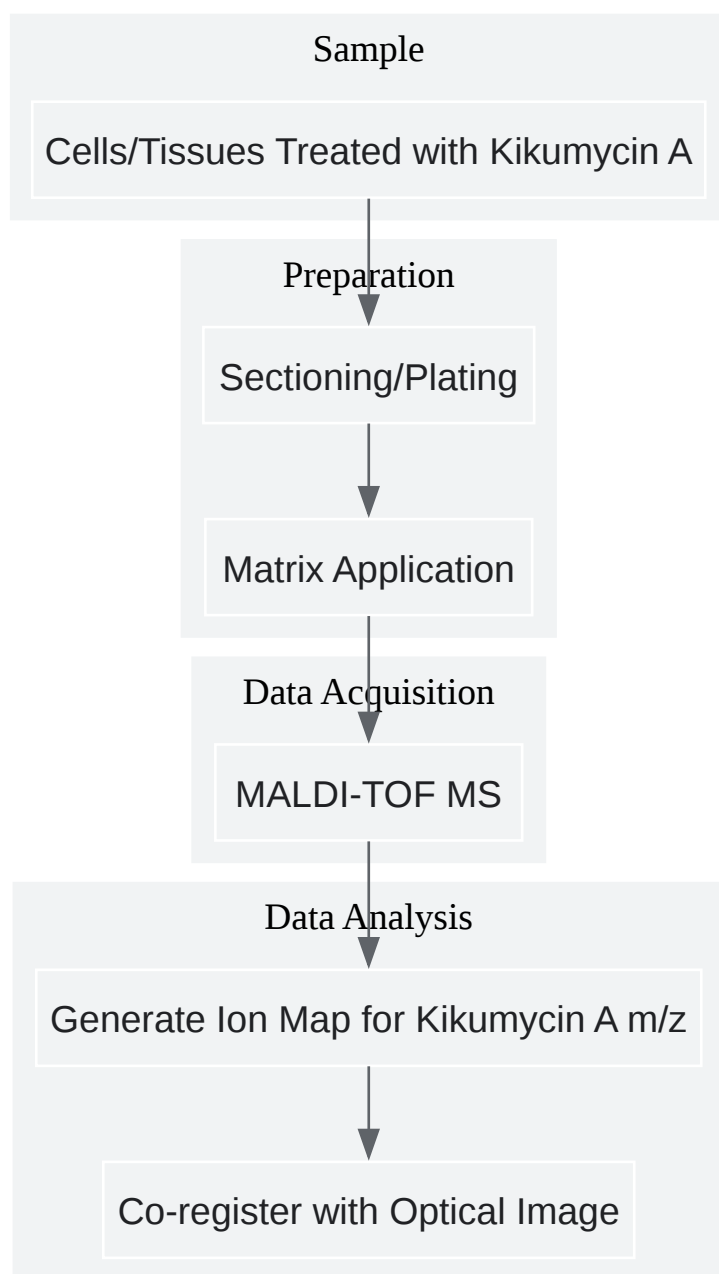 Sample
Cells/Tissues Treated with Kikumycin A
Preparation
Sectioning/Plating
Matrix Application
Data Acquisition
MALDI-TOF MS
Data Analysis
Generate Ion Map for Kikumycin A m/z
Co-register with Optical Image